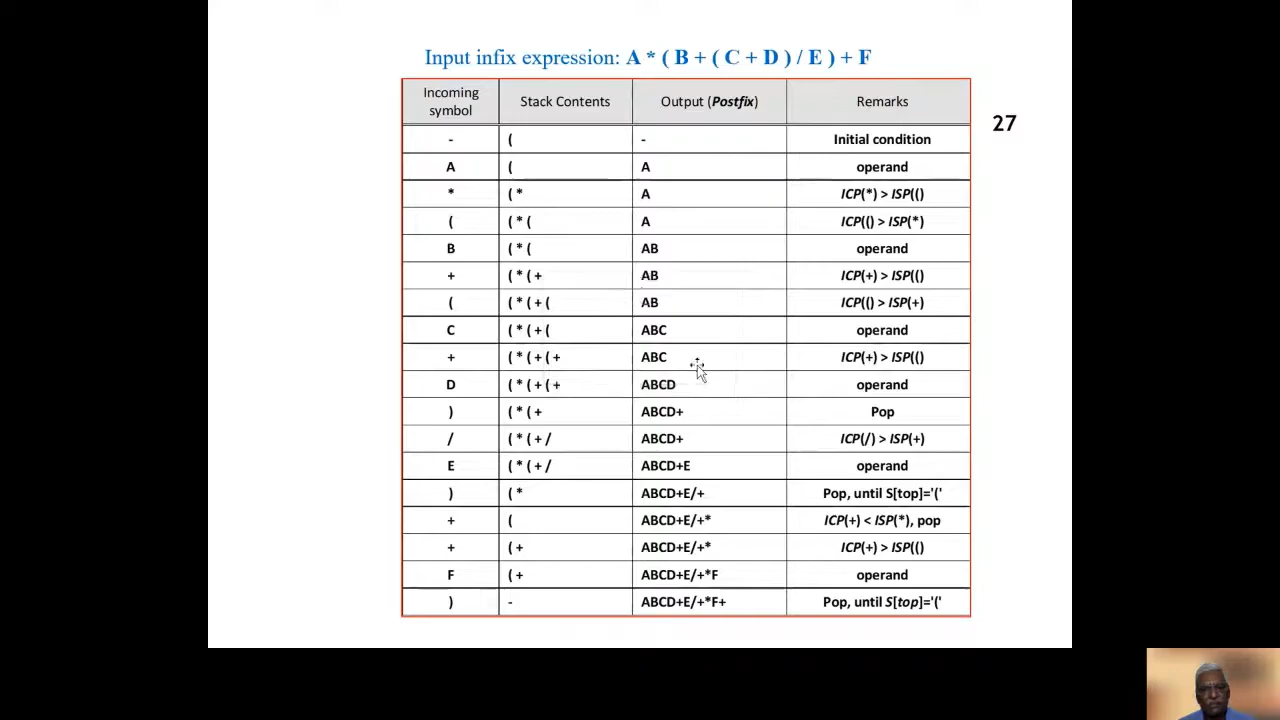 Input infix expression: A * ( B + ( C + D ) / E ) + F
Incoming symbol Stack Contents Output (Postfix) Remarks
27
- ( - Initial condition
A ( A operand
* ( * A ICP(*) > ISP(()
( ( * ( A ICP(() > ISP(*)
B ( * ( AB operand
+ ( * ( + AB ICP(+) > ISP(()
( ( * ( + ( AB ICP(() > ISP(+)
C ( * ( + ( ABC operand
+ ( * ( + ( + ABC ICP(+) > ISP(()
D ( * ( + ( + ABCD operand
) ( * ( + ABCD+ Pop
/ ( * ( + / ABCD+ ICP(/) > ISP(+)
E ( * ( + / ABCD+E operand
) ( * ABCD+E/+ Pop, until S[top]='('
+ ( ABCD+E/+* ICP(+) < ISP(*), pop
+ ( + ABCD+E/+* ICP(+) > ISP(()
F ( + ABCD+E/+*F operand
) - ABCD+E/+*F+ Pop, until S[top]='('